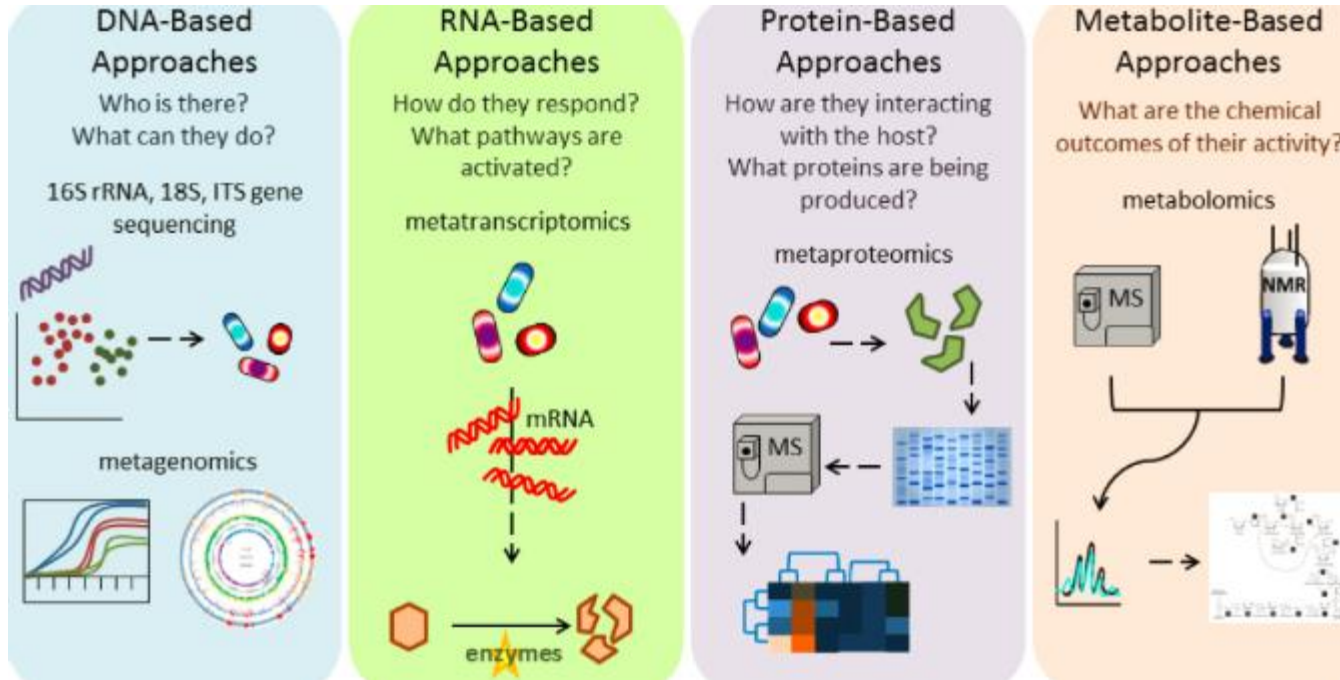 DNA-Based
Approaches
Who is there?
What can they do?
16S rRNA, 18S, ITS gene
sequencing
metagenomics
RNA-Based
Approaches
How do they respond?
What pathways are
activated?
metatranscriptomics
mRNA
enzymes
Protein-Based
Approaches
How are they interacting
with the host?
What proteins are being
produced?
metaproteomics
MS
Metabolite-Based
Approaches
What are the chemical
outcomes of their activity?
metabolomics
MS
NMR